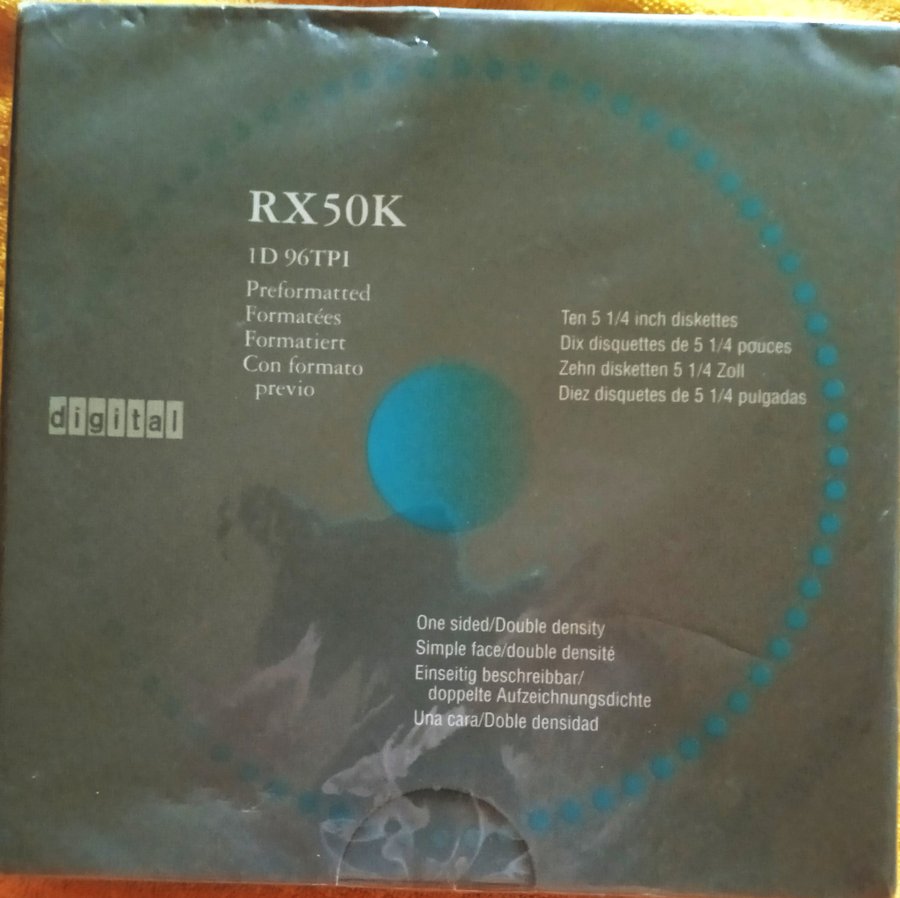 RX50K
1D 96TPI
Preformatted
Formatées
Formatiert
Con formato
previo
Ten 5 1/4 inch diskettes
Dix disquettes de 5 1/4 pouces
Zehn disketten 5 1/4 Zoll
Diez disquetes de 5 1/4 pulgadas
digital
One sided/Double density
Simple face/double densité
Einseitig beschreibbar/
doppelte Aufzeichnungsdichte
Una cara/Doble densidad